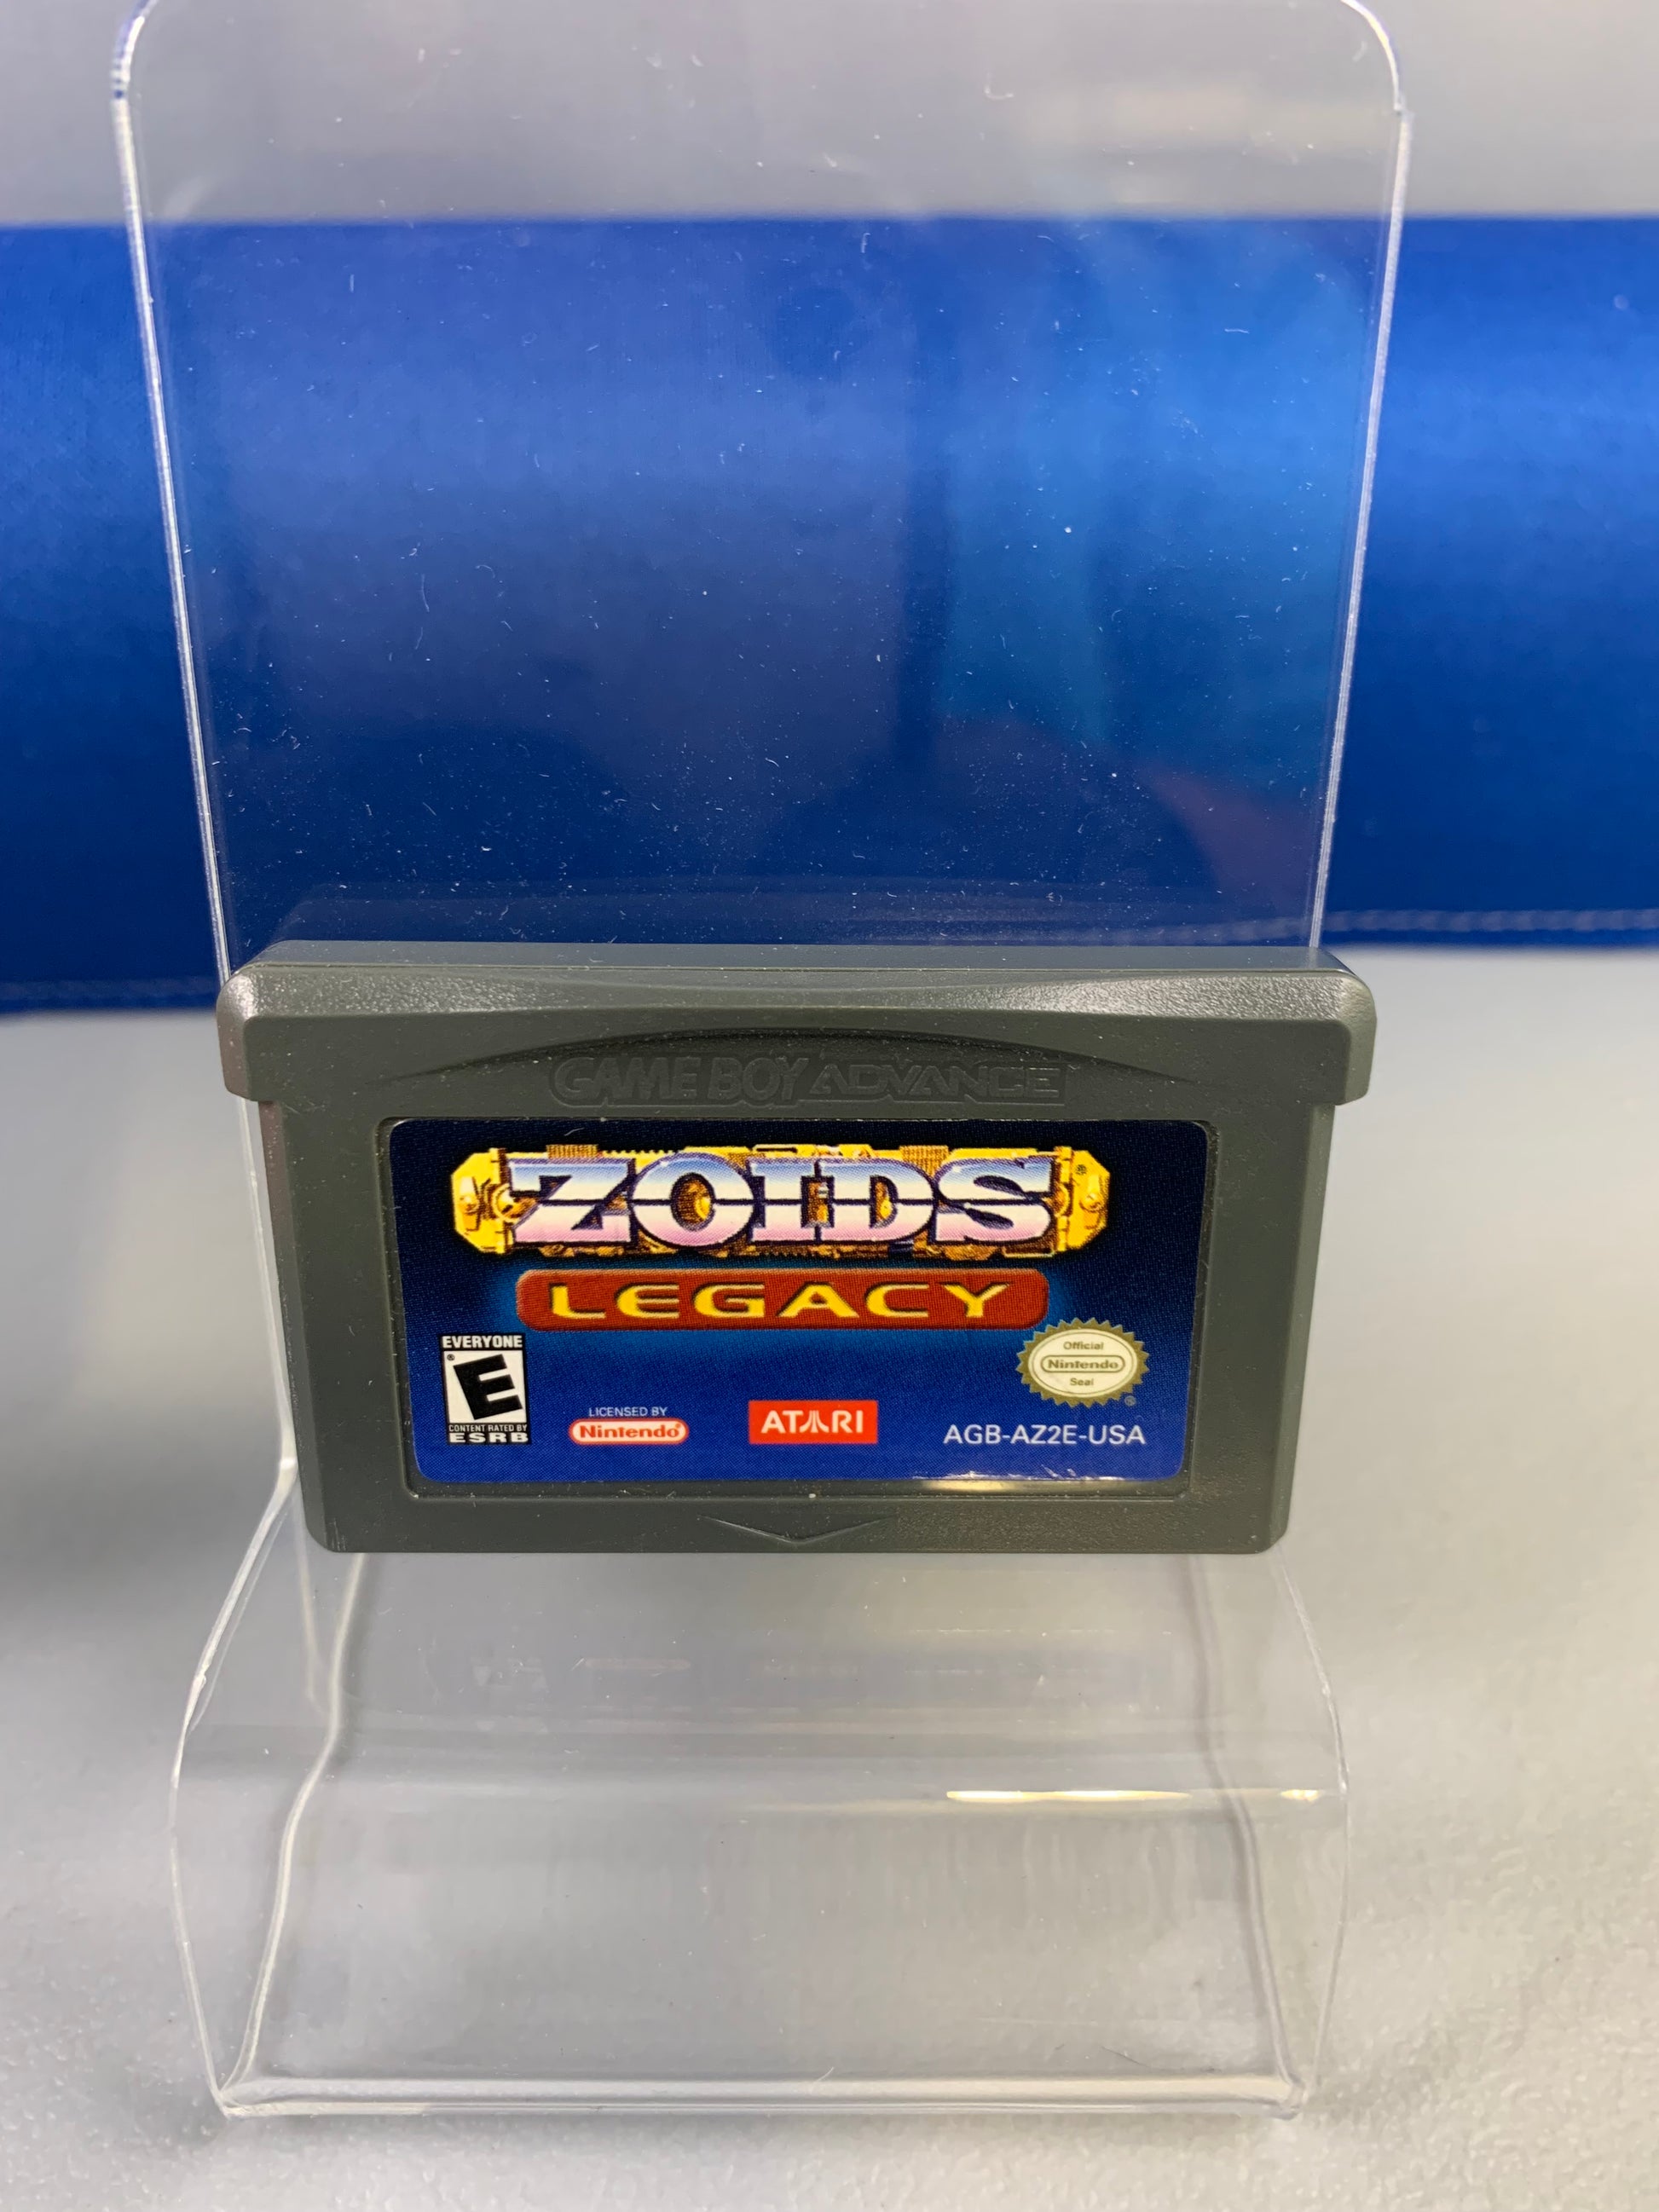 GAME BOY ADVANCE
ZOIDS®
LEGACY
EVERYONE
E
CONTENT RATED BY
ESRB
LICENSED BY
Nintendo®
ATARI
Official
Nintendo
Seal
AGB-AZ2E-USA